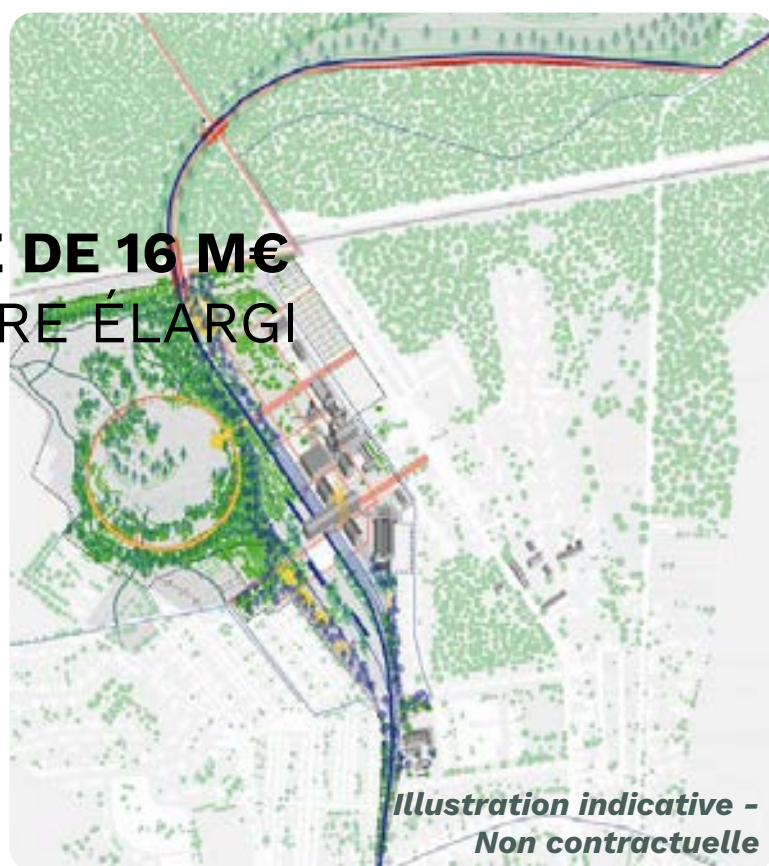 DE 16 M€
RE ÉLARGI
Illustration indicative -
Non contractuelle